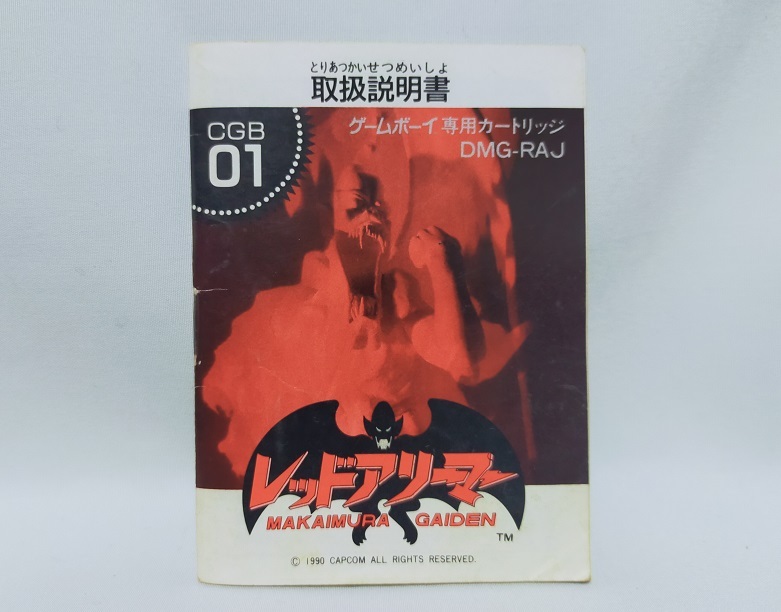 とりあつかいせつめいしょ
取扱説明書
CGB
01
ゲームボーイ専用カートリッジ
DMG-RAJ
レッドアリーマー
MAKAIMURA GAIDEN
TM
© 1990 CAPCOM ALL RIGHTS RESERVED.